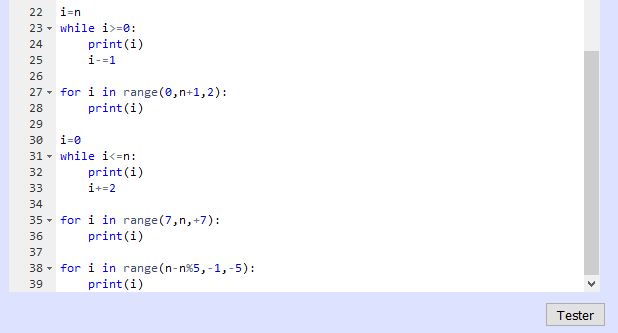 22 i=n
23 while i>=0:
24     print(i)
25     i-=1
26
27 for i in range(0,n+1,2):
28     print(i)
29
30 i=0
31 while i<=n:
32     print(i)
33     i+=2
34
35 for i in range(7,n,+7):
36     print(i)
37
38 for i in range(n-n%5,-1,-5):
39     print(i)
Tester